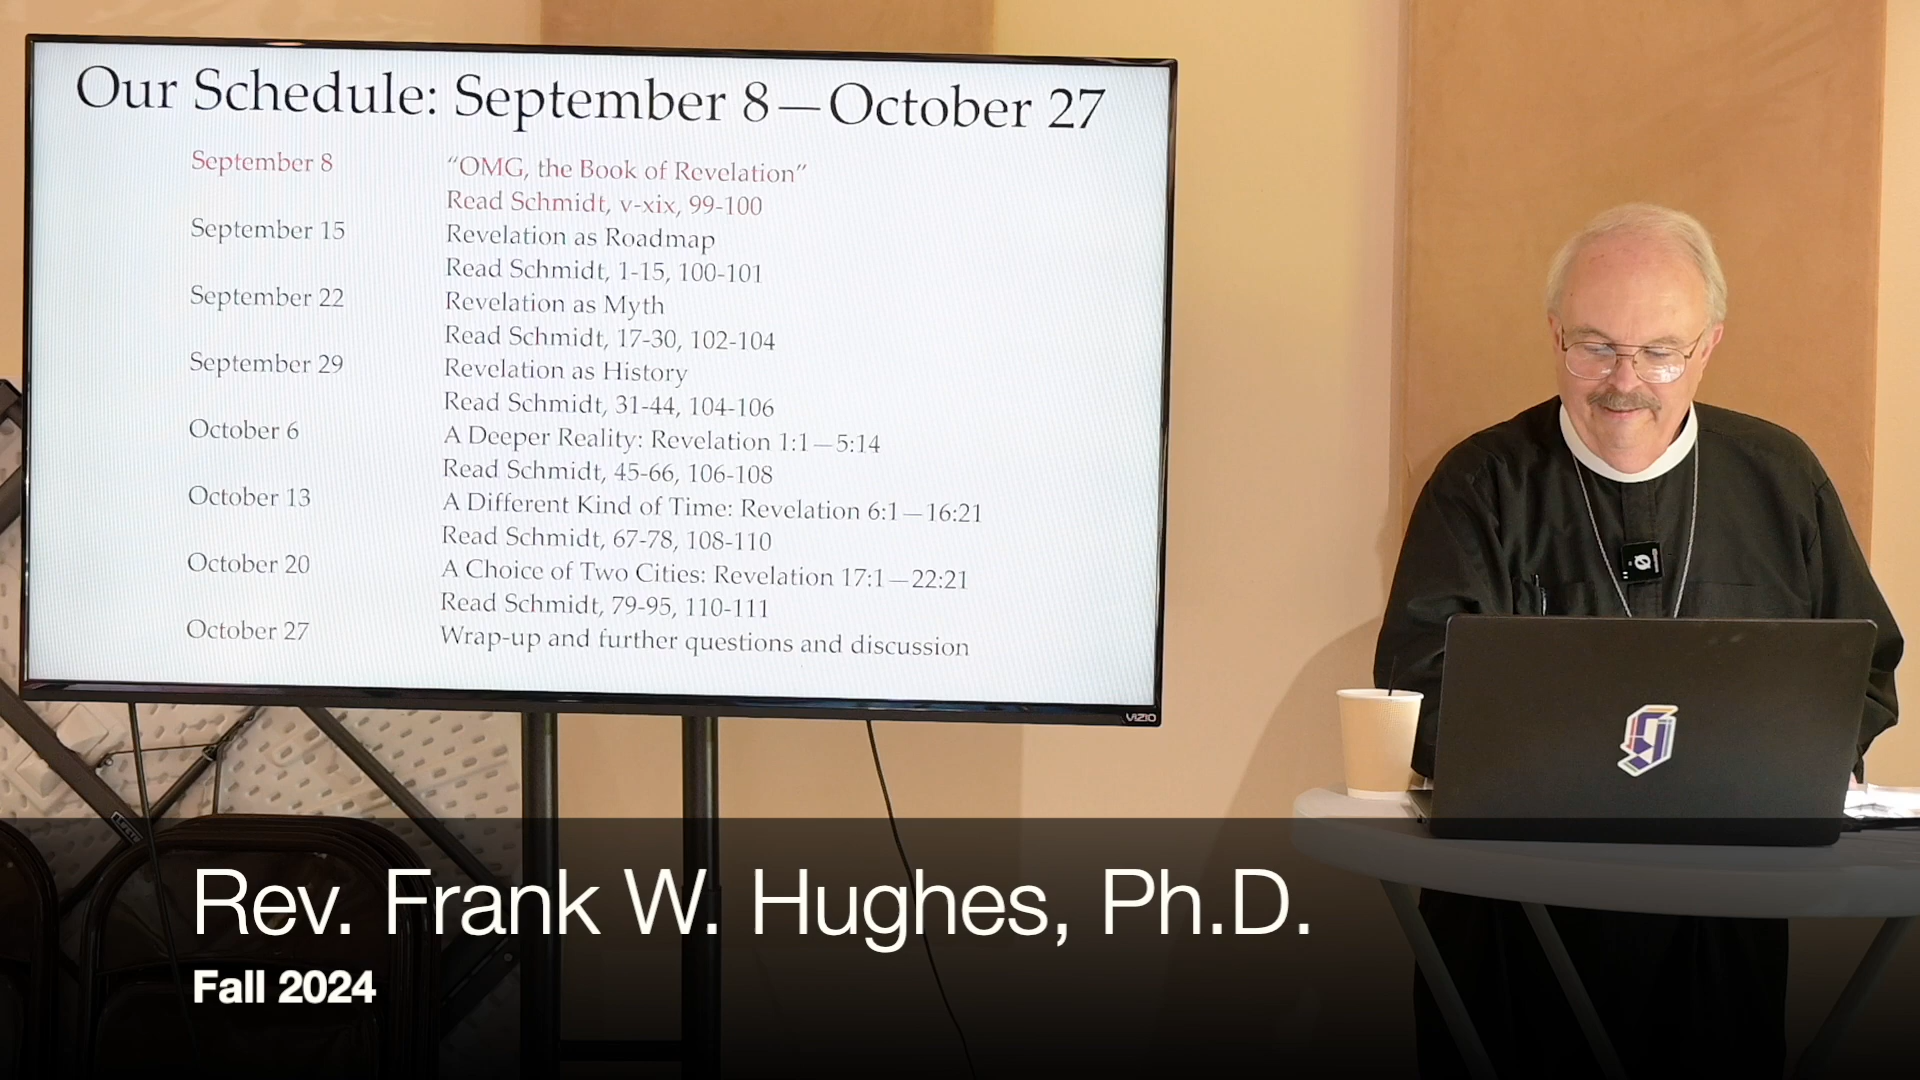 Our Schedule: September 8—October 27
September 8 "OMG, the Book of Revelation"
Read Schmidt, v-xix, 99-100
September 15 Revelation as Roadmap
Read Schmidt, 1-15, 100-101
September 22 Revelation as Myth
Read Schmidt, 17-30, 102-104
September 29 Revelation as History
Read Schmidt, 31-44, 104-106
October 6 A Deeper Reality: Revelation 1:1—5:14
Read Schmidt, 45-66, 106-108
October 13 A Different Kind of Time: Revelation 6:1—16:21
Read Schmidt, 67-78, 108-110
October 20 A Choice of Two Cities: Revelation 17:1—22:21
Read Schmidt, 79-95, 110-111
October 27 Wrap-up and further questions and discussion
VIZIO
Rev. Frank W. Hughes, Ph.D.
Fall 2024